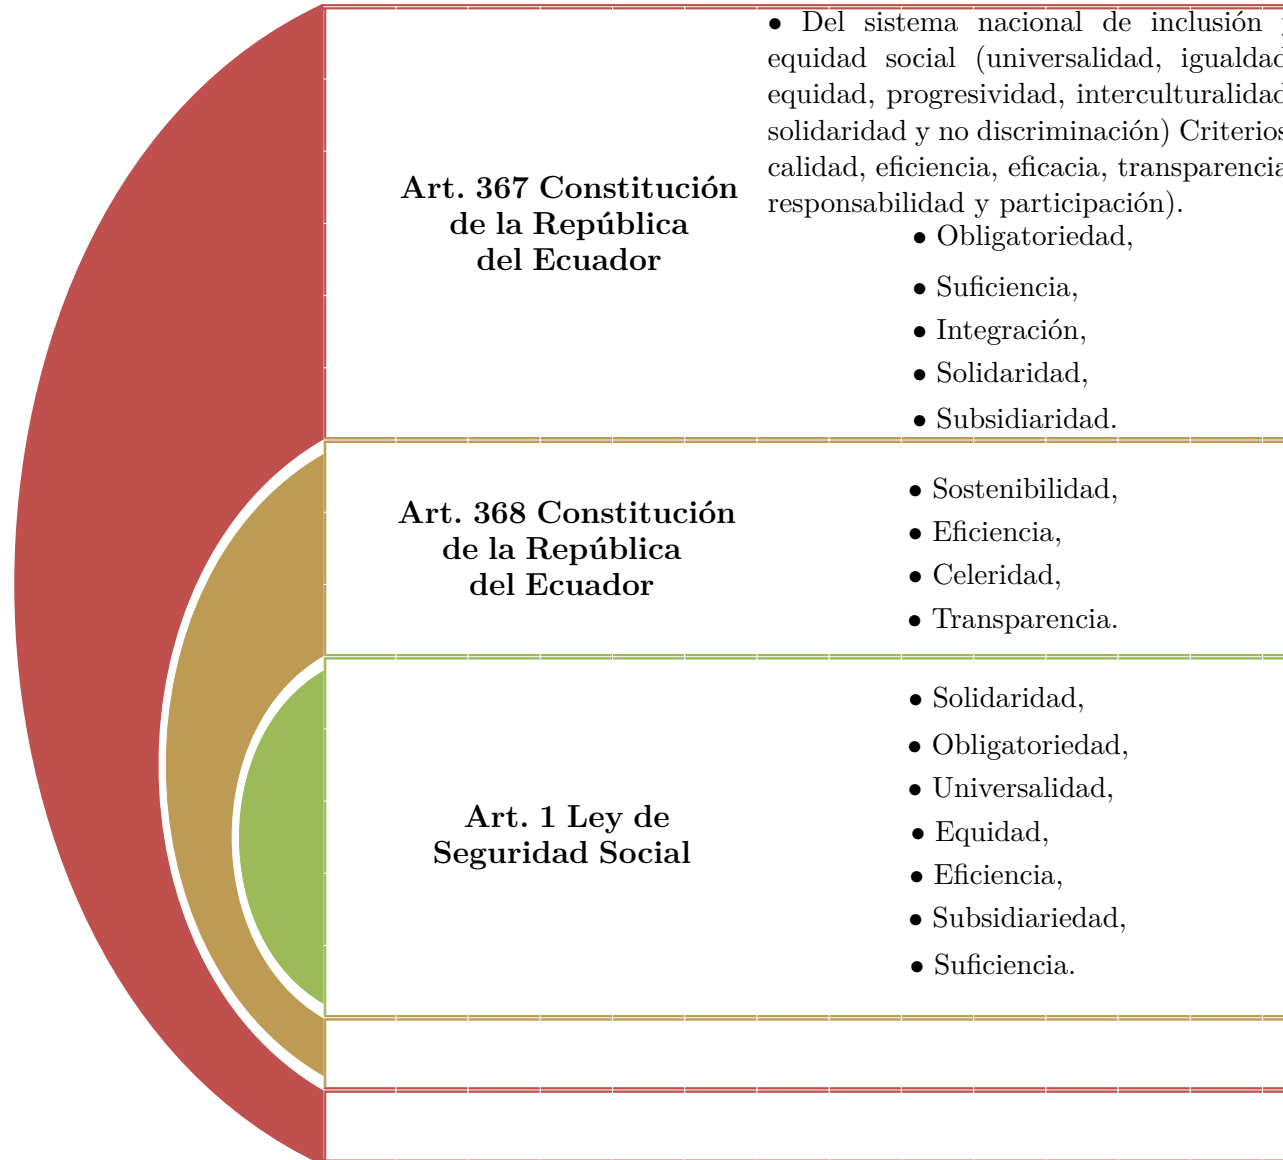 Art. 367 Constitución
de la República
del Ecuador
• Del sistema nacional de inclusión
equidad social (universalidad, igualdad
equidad, progresividad, interculturalidad
solidaridad y no discriminación) Criterios
calidad, eficiencia, eficacia, transparencia
responsabilidad y participación).
• Obligatoriedad,
• Suficiencia,
• Integración,
• Solidaridad,
• Subsidiaridad.
Art. 368 Constitución
de la República
del Ecuador
• Sostenibilidad,
• Eficiencia,
• Celeridad,
• Transparencia.
Art. 1 Ley de
Seguridad Social
• Solidaridad,
• Obligatoriedad,
• Universalidad,
• Equidad,
• Eficiencia,
• Subsidiariedad,
• Suficiencia.